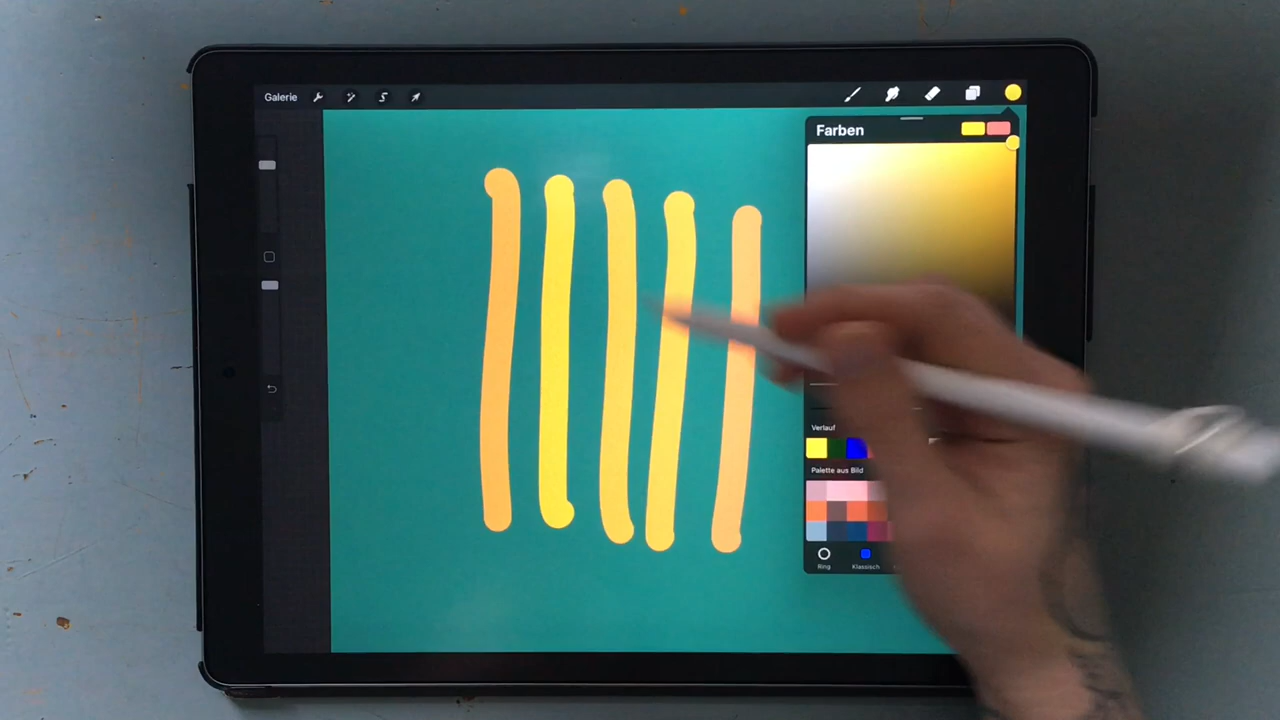 Galerie
Farben
Verlauf
Palette aus Bild
Ring
Klassisch